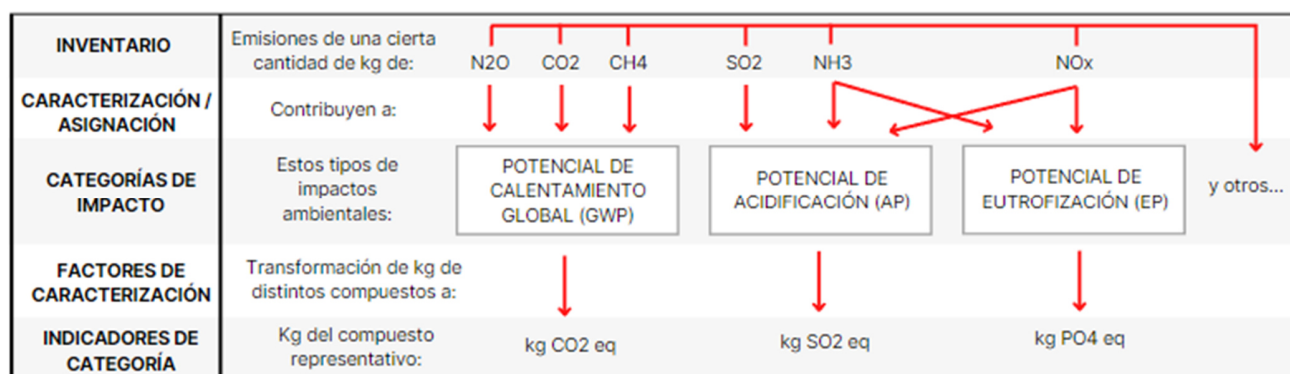 INVENTARIO
Emisiones de una cierta
cantidad de kg de:
N2O CO2 CH4 SO2 NH3 NOx
CARACTERIZACIÓN /
ASIGNACIÓN
Contribuyen a:
CATEGORÍAS DE
IMPACTO
Estos tipos de
impactos
ambientales:
POTENCIAL DE
CALENTAMIENTO
GLOBAL (GWP)
POTENCIAL DE
ACIDIFICACIÓN (AP)
POTENCIAL DE
EUTROFIZACIÓN (EP)
y otros...
FACTORES DE
CARACTERIZACIÓN
Transformación de kg de
distintos compuestos a:
INDICADORES DE
CATEGORÍA
Kg del compuesto
representativo:
kg CO2 eq
kg SO2 eq
kg PO4 eq